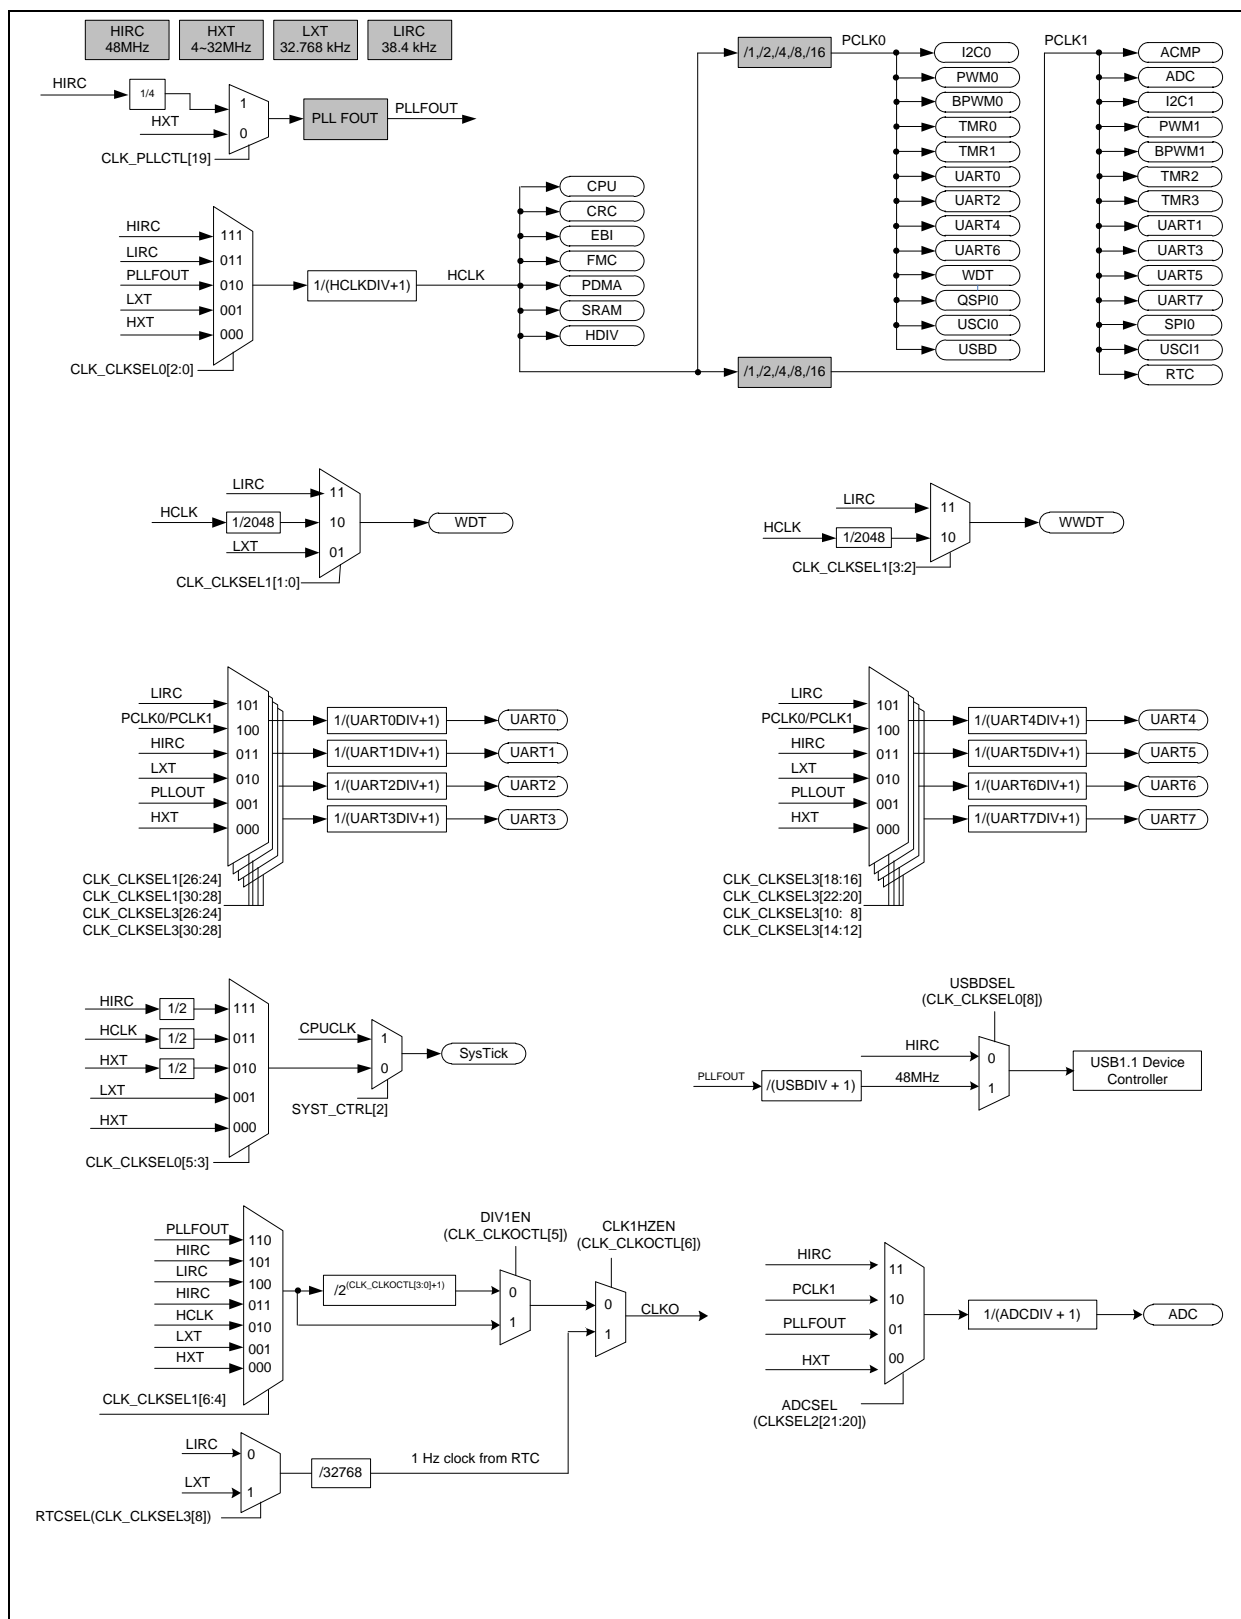 HIRC
48MHz
HXT
4~32MHz
LXT
32.768 kHz
LIRC
38.4 kHz
HIRC
1/4
HXT
1
0
CLK_PLLCTL[19]
PLL FOUT
PLLFOUT
HIRC
LIRC
PLLFOUT
LXT
HXT
111
011
010
001
000
CLK_CLKSEL0[2:0]
1/(HCLKDIV+1)
HCLK
CPU
CRC
EBI
FMC
PDMA
SRAM
HDIV
/1,/2,/4,/8,/16
PCLK0
I2C0
PWM0
BPWM0
TMR0
TMR1
UART0
UART2
UART4
UART6
WDT
QSPI0
USCI0
USBD
/1,/2,/4,/8,/16
PCLK1
ACMP
ADC
I2C1
PWM1
BPWM1
TMR2
TMR3
UART1
UART3
UART5
UART7
SPI0
USCI1
RTC
LIRC
HCLK
1/2048
LXT
11
10
01
CLK_CLKSEL1[1:0]
WDT
LIRC
HCLK
1/2048
11
10
CLK_CLKSEL1[3:2]
WWDT
LIRC
PCLK0/PCLK1
HIRC
LXT
PLLOUT
HXT
101
100
011
010
001
000
1/(UART0DIV+1)
UART0
1/(UART1DIV+1)
UART1
1/(UART2DIV+1)
UART2
1/(UART3DIV+1)
UART3
CLK_CLKSEL1[26:24]
CLK_CLKSEL1[30:28]
CLK_CLKSEL3[26:24]
CLK_CLKSEL3[30:28]
LIRC
PCLK0/PCLK1
HIRC
LXT
PLLOUT
HXT
101
100
011
010
001
000
1/(UART4DIV+1)
UART4
1/(UART5DIV+1)
UART5
1/(UART6DIV+1)
UART6
1/(UART7DIV+1)
UART7
CLK_CLKSEL3[18:16]
CLK_CLKSEL3[22:20]
CLK_CLKSEL3[10: 8]
CLK_CLKSEL3[14:12]
HIRC
1/2
HCLK
1/2
HXT
1/2
LXT
HXT
111
011
010
001
000
CLK_CLKSEL0[5:3]
CPUCLK
1
0
SYST_CTRL[2]
SysTick
USBDSEL
(CLK_CLKSEL0[8])
HIRC
PLLFOUT
/(USBDIV + 1)
48MHz
0
1
USB1.1 Device
Controller
PLLFOUT
HIRC
LIRC
HIRC
HCLK
LXT
HXT
110
101
100
011
010
001
000
CLK_CLKSEL1[6:4]
/2(CLK_CLKOCTL[3:0]+1)
DIV1EN
(CLK_CLKOCTL[5])
0
1
CLK1HZEN
(CLK_CLKOCTL[6])
0
1
CLKO
LIRC
LXT
0
1
RTCSEL(CLK_CLKSEL3[8])
/32768
1 Hz clock from RTC
HIRC
PCLK1
PLLFOUT
HXT
11
10
01
00
ADCSEL
(CLKSEL2[21:20])
1/(ADCDIV + 1)
ADC